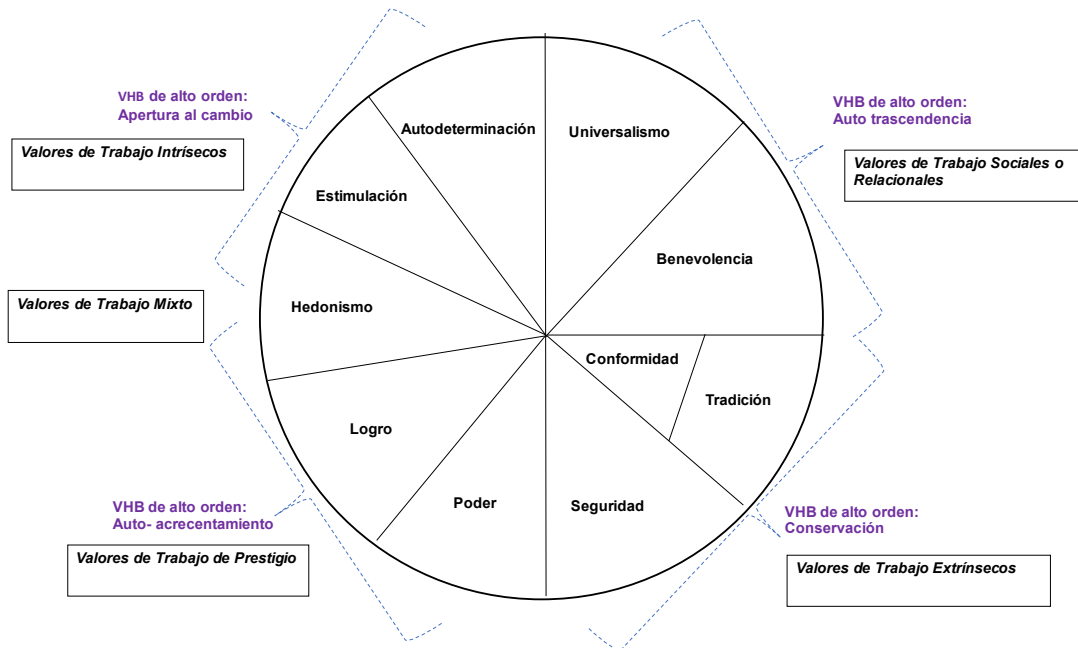 VHB de alto orden:
Apertura al cambio
Valores de Trabajo Intrísecos
Autodeterminación
Universalismo
VHB de alto orden:
Auto trascendencia
Valores de Trabajo Sociales o
Relacionales
Estimulación
Benevolencia
Valores de Trabajo Mixto
Hedonismo
Conformidad
Tradición
Logro
Poder
Seguridad
VHB de alto orden:
Auto- acrecentamiento
Valores de Trabajo de Prestigio
VHB de alto orden:
Conservación
Valores de Trabajo Extrínsecos